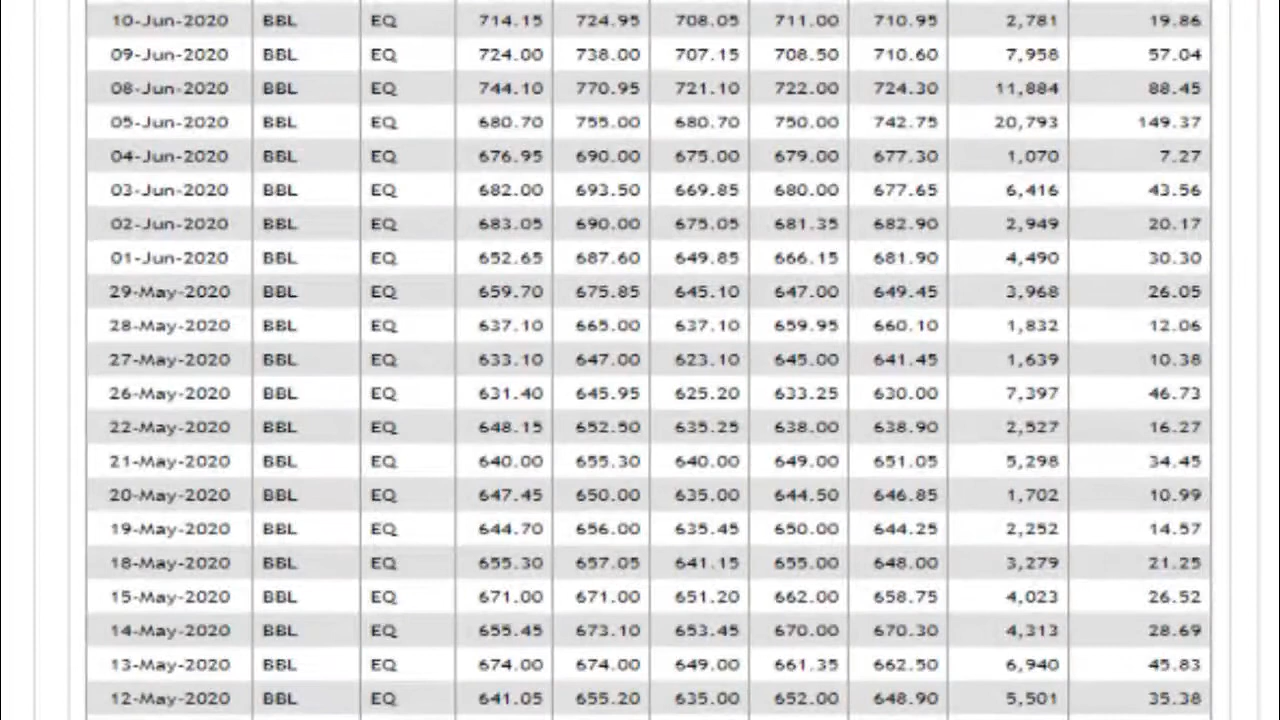 10-Jun-2020 BBL EQ 714.15 724.95 708.05 711.00 710.95 2,781 19.86
09-Jun-2020 BBL EQ 724.00 738.00 707.15 708.50 710.60 7,958 57.04
08-Jun-2020 BBL EQ 744.10 770.95 721.10 722.00 724.30 11,884 88.45
05-Jun-2020 BBL EQ 680.70 755.00 680.70 750.00 742.75 20,793 149.37
04-Jun-2020 BBL EQ 676.95 690.00 675.00 679.00 677.30 1,070 7.27
03-Jun-2020 BBL EQ 682.00 693.50 669.85 680.00 677.65 6,416 43.56
02-Jun-2020 BBL EQ 683.05 690.00 675.05 681.35 682.90 2,949 20.17
01-Jun-2020 BBL EQ 652.65 687.60 649.85 666.15 681.90 4,490 30.30
29-May-2020 BBL EQ 659.70 675.85 645.10 647.00 649.45 3,968 26.05
28-May-2020 BBL EQ 637.10 665.00 637.10 659.95 660.10 1,832 12.06
27-May-2020 BBL EQ 633.10 647.00 623.10 645.00 641.45 1,639 10.38
26-May-2020 BBL EQ 631.40 645.95 625.20 633.25 630.00 7,397 46.73
22-May-2020 BBL EQ 648.15 652.50 635.25 638.00 638.90 2,527 16.27
21-May-2020 BBL EQ 640.00 655.30 640.00 649.00 651.05 5,298 34.45
20-May-2020 BBL EQ 647.45 650.00 635.00 644.50 646.85 1,702 10.99
19-May-2020 BBL EQ 644.70 656.00 635.45 650.00 644.25 2,252 14.57
18-May-2020 BBL EQ 655.30 657.05 641.15 655.00 648.00 3,279 21.25
15-May-2020 BBL EQ 671.00 671.00 651.20 662.00 658.75 4,023 26.52
14-May-2020 BBL EQ 655.45 673.10 653.45 670.00 670.30 4,313 28.69
13-May-2020 BBL EQ 674.00 674.00 649.00 661.35 662.50 6,940 45.83
12-May-2020 BBL EQ 641.05 655.20 635.00 652.00 648.90 5,501 35.38